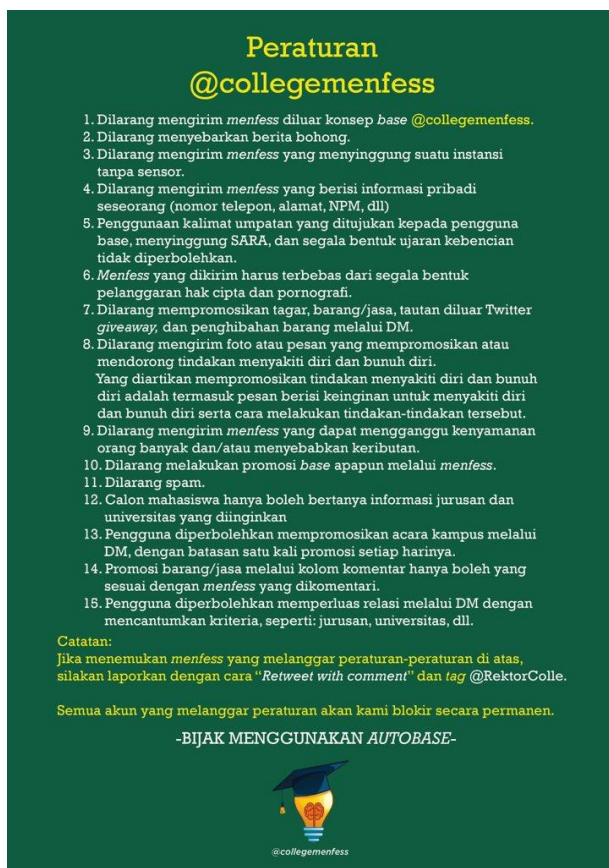 Peraturan
@collegemenfess
1. Dilarang mengirim menfess diluar konsep base @collegemenfess.
2. Dilarang menyebarkan berita bohong.
3. Dilarang mengirim menfess yang menyinggung suatu instansi
tanpa sensor.
4. Dilarang mengirim menfess yang berisi informasi pribadi
seseorang (nomor telepon, alamat, NPM, dll)
5. Penggunaan kalimat umpatan yang ditujukan kepada pengguna
base, menyinggung SARA, dan segala bentuk ujaran kebencian
tidak diperbolehkan.
6. Menfess yang dikirim harus terbebas dari segala bentuk
pelanggaran hak cipta dan pornografi.
7. Dilarang mempromosikan tagar, barang/jasa, tautan diluar Twitter
giveaway, dan penghibahan barang melalui DM.
8. Dilarang mengirim foto atau pesan yang mempromosikan atau
mendorong tindakan menyakiti diri dan bunuh diri.
Yang diartikan mempromosikan tindakan menyakiti diri dan bunuh
diri adalah termasuk pesan berisi keinginan untuk menyakiti diri
dan bunuh diri serta cara melakukan tindakan-tindakan tersebut.
9. Dilarang mengirim menfess yang dapat mengganggu kenyamanan
orang banyak dan/atau menyebabkan keributan.
10. Dilarang melakukan promosi base apapun melalui menfess.
11. Dilarang spam.
12. Calon mahasiswa hanya boleh bertanya informasi jurusan dan
universitas yang diinginkan
13. Pengguna diperbolehkan mempromosikan acara kampus melalui
DM, dengan batasan satu kali promosi setiap harinya.
14. Promosi barang/jasa melalui kolom komentar hanya boleh yang
sesuai dengan menfess yang dikomentari.
15. Pengguna diperbolehkan memperluas relasi melalui DM dengan
mencantumkan kriteria, seperti: jurusan, universitas, dll.
Catatan:
Jika menemukan menfess yang melanggar peraturan-peraturan di atas,
silakan laporkan dengan cara “Retweet with comment” dan tag @RektorColle.
Semua akun yang melanggar peraturan akan kami blokir secara permanen.
-BIJAK MENGGUNAKAN AUTOBASE-
@collegemenfess